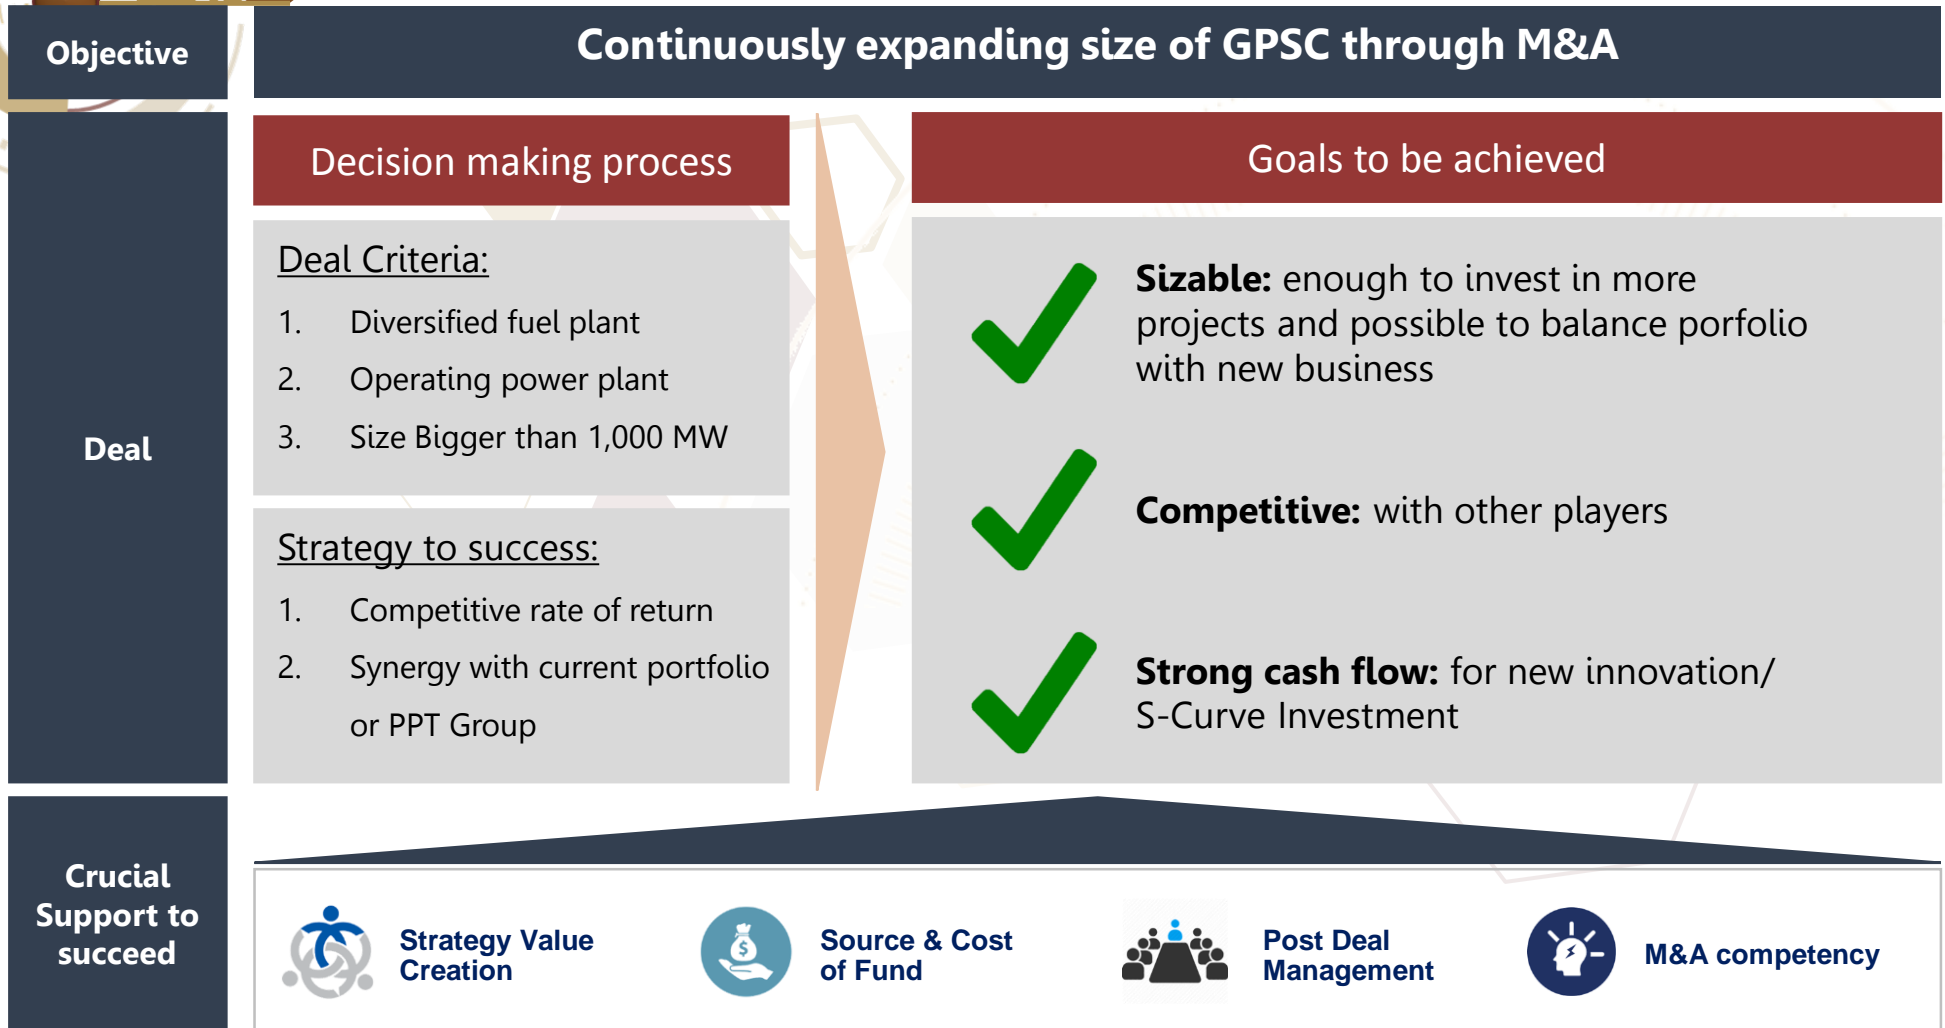 Objective
Continuously expanding size of GPSC through M&A
Deal
Decision making process
Deal Criteria:
1. Diversified fuel plant
2. Operating power plant
3. Size Bigger than 1,000 MW
Strategy to success:
1. Competitive rate of return
2. Synergy with current portfolio
or PPT Group
Goals to be achieved
Sizable: enough to invest in more
projects and possible to balance porfolio
with new business
Competitive: with other players
Strong cash flow: for new innovation/
S-Curve Investment
Crucial
Support to
succeed
Strategy Value
Creation
Source & Cost
of Fund
Post Deal
Management
M&A competency